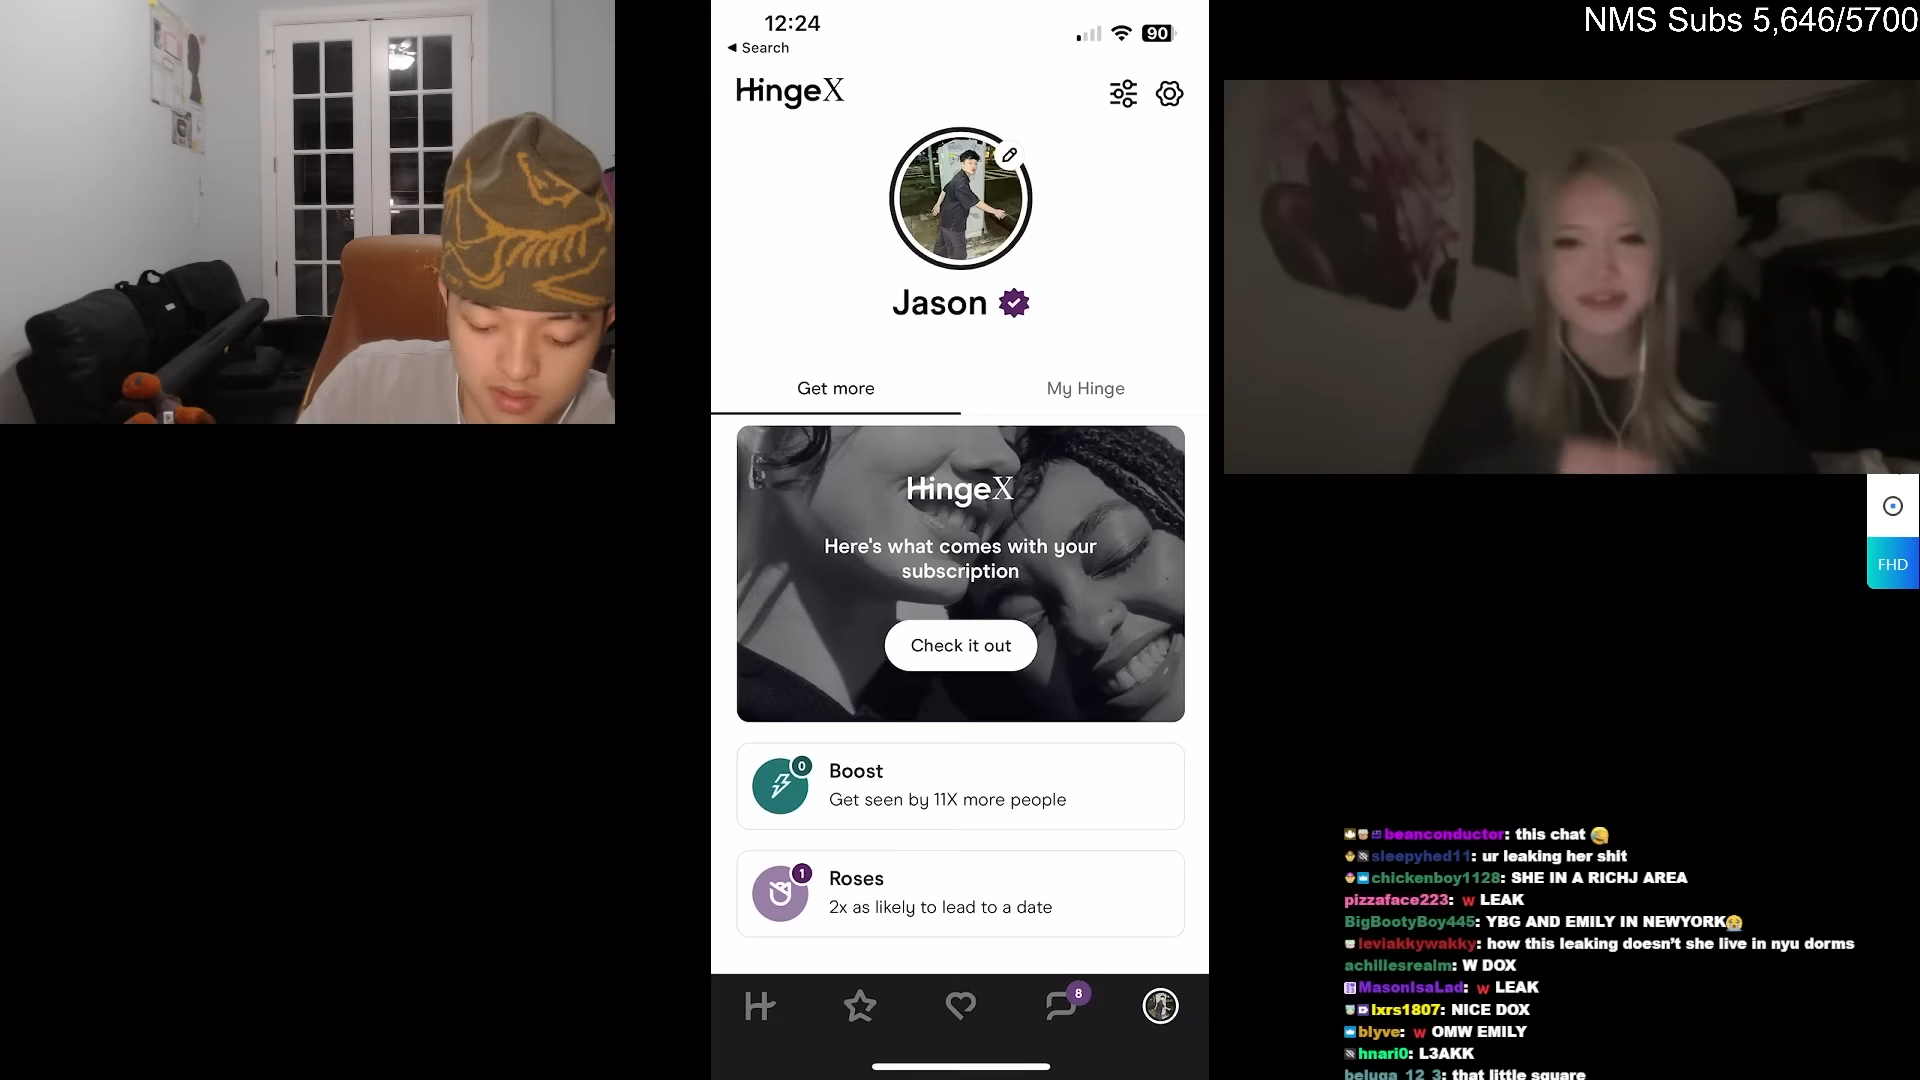 NMS Subs 5,646/5700
12:24
90
Search
HingeX
Jason
Get more
My Hinge
HingeX
Here's what comes with your
subscription
Check it out
0
Boost
Get seen by 11X more people
1
Roses
2x as likely to lead to a date
8
FHD
beanconductor: this chat
sleepyhed11: ur leaking her shit
chickenboy1128: SHE IN A RICHJ AREA
pizzaface223: W LEAK
BigBootyBoy445: YBG AND EMILY IN NEWYORK
leviakkywakky: how this leaking doesn't she live in nyu dorms
achillesrealm: W DOX
MasonIsaLad: W LEAK
lxrs1807: NICE DOX
blyve: W OMW EMILY
hnari0: L3AKK
beluga_12_3: that little square